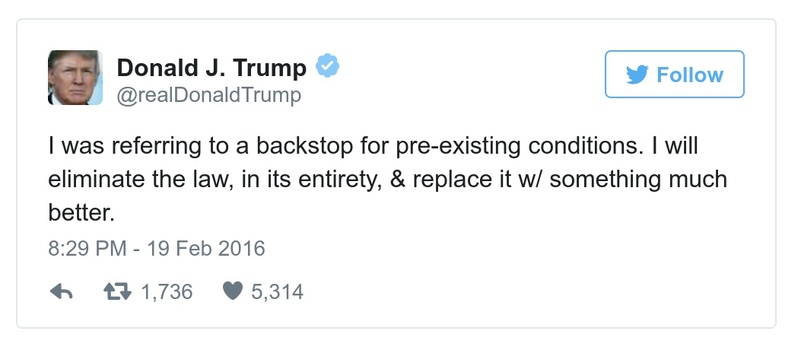 Donald J. Trump
@realDonaldTrump
Follow
I was referring to a backstop for pre-existing conditions. I will
eliminate the law, in its entirety, & replace it w/ something much
better.
8:29 PM - 19 Feb 2016
1,736 5,314